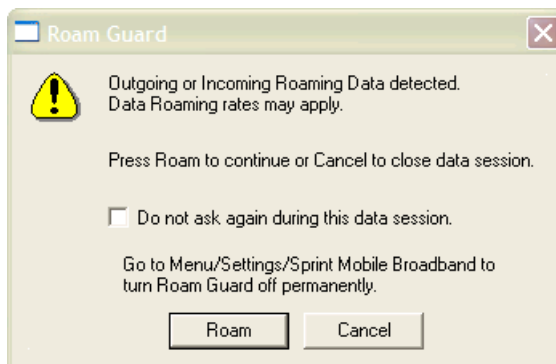 Roam Guard
Outgoing or Incoming Roaming Data detected.
Data Roaming rates may apply.
Press Roam to continue or Cancel to close data session.
Do not ask again during this data session.
Go to Menu/Settings/Sprint Mobile Broadband to
turn Roam Guard off permanently.
Roam
Cancel